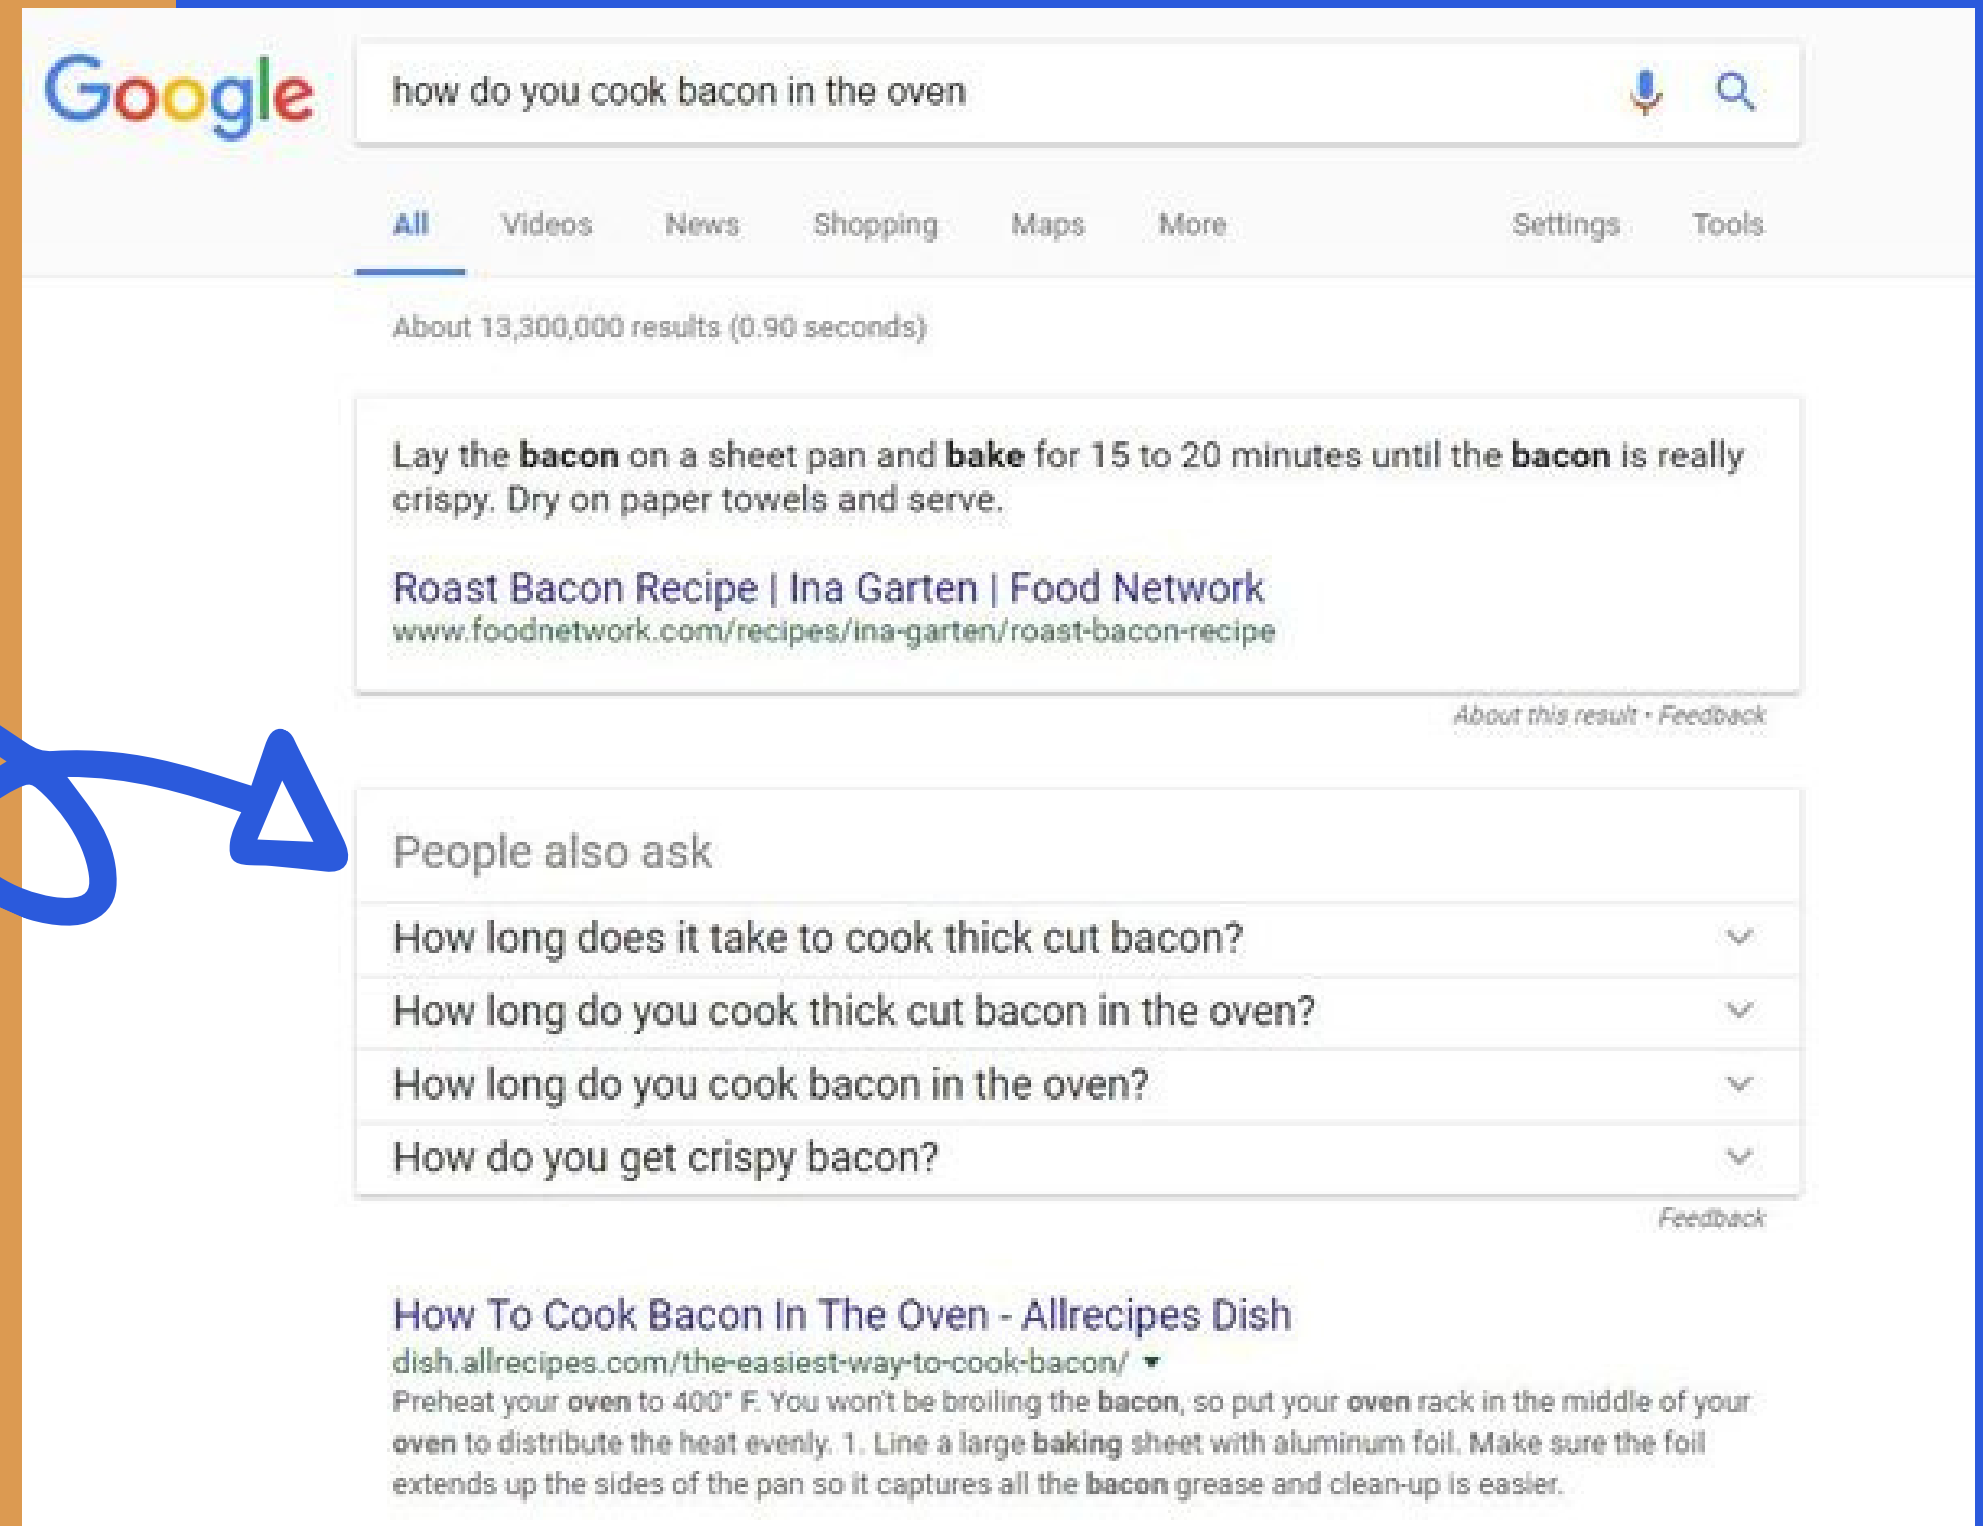 Google
how do you cook bacon in the oven
All Videos News Shopping Maps More Settings Tools
About 13,300,000 results (0.90 seconds)
Lay the bacon on a sheet pan and bake for 15 to 20 minutes until the bacon is really
crispy. Dry on paper towels and serve.
Roast Bacon Recipe | Ina Garten | Food Network
www.foodnetwork.com/recipes/ina-garten/roast-bacon-recipe
About this result • Feedback
People also ask
How long does it take to cook thick cut bacon?
How long do you cook thick cut bacon in the oven?
How long do you cook bacon in the oven?
How do you get crispy bacon?
Feedback
How To Cook Bacon In The Oven - Allrecipes Dish
dish.allrecipes.com/the-easiest-way-to-cook-bacon/
Preheat your oven to 400° F. You won't be broiling the bacon, so put your oven rack in the middle of your
oven to distribute the heat evenly. 1. Line a large baking sheet with aluminum foil. Make sure the foil
extends up the sides of the pan so it captures all the bacon grease and clean-up is easier.